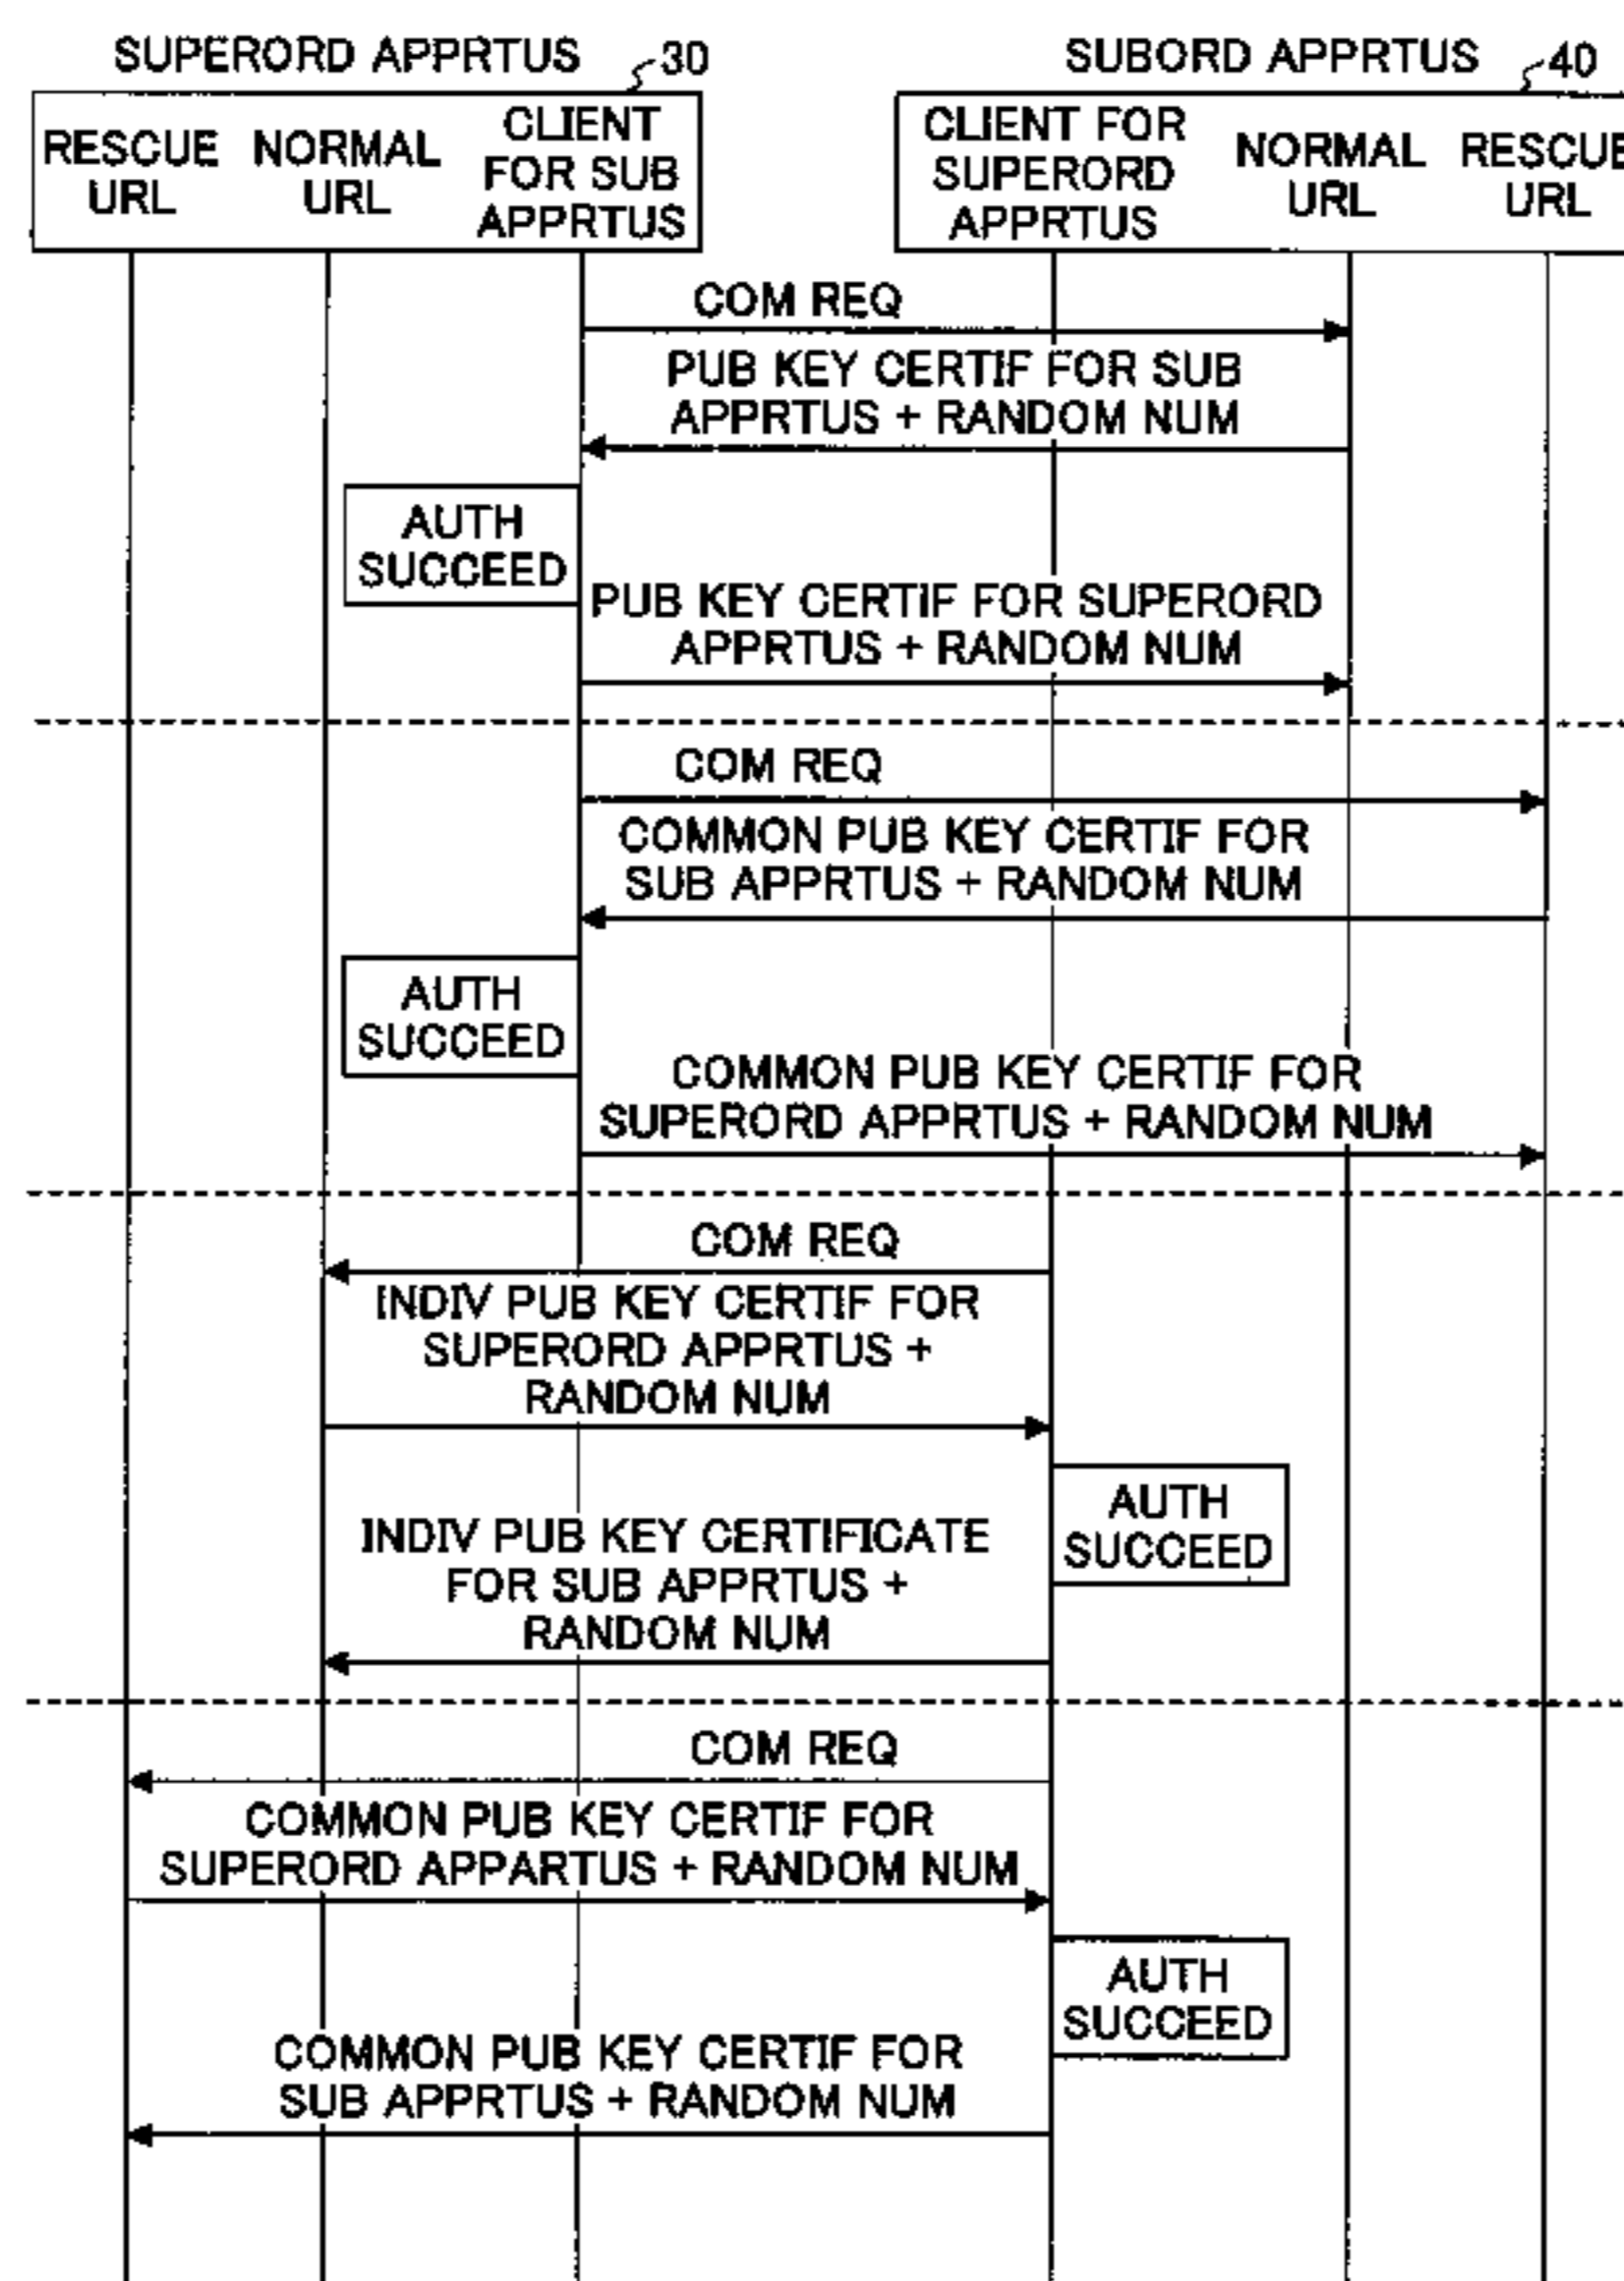 SUPERORD APPRTUS
30
SUBORD APPRTUS
40
RESCUE
URL
NORMAL
URL
CLIENT
FOR SUB
APPRTUS
CLIENT FOR
SUPERORD
APPRTUS
NORMAL
URL
RESCUE
URL
COM REQ
PUB KEY CERTIF FOR SUB
APPRTUS + RANDOM NUM
AUTH
SUCCEED
PUB KEY CERTIF FOR SUPERORD
APPRTUS + RANDOM NUM
COM REQ
COMMON PUB KEY CERTIF FOR
SUB APPRTUS + RANDOM NUM
AUTH
SUCCEED
COMMON PUB KEY CERTIF FOR
SUPERORD APPRTUS + RANDOM NUM
COM REQ
INDIV PUB KEY CERTIF FOR
SUPERORD APPRTUS +
RANDOM NUM
AUTH
SUCCEED
INDIV PUB KEY CERTIFICATE
FOR SUB APPRTUS +
RANDOM NUM
COM REQ
COMMON PUB KEY CERTIF FOR
SUPERORD APPARTUS + RANDOM NUM
AUTH
SUCCEED
COMMON PUB KEY CERTIF FOR
SUB APPRTUS + RANDOM NUM